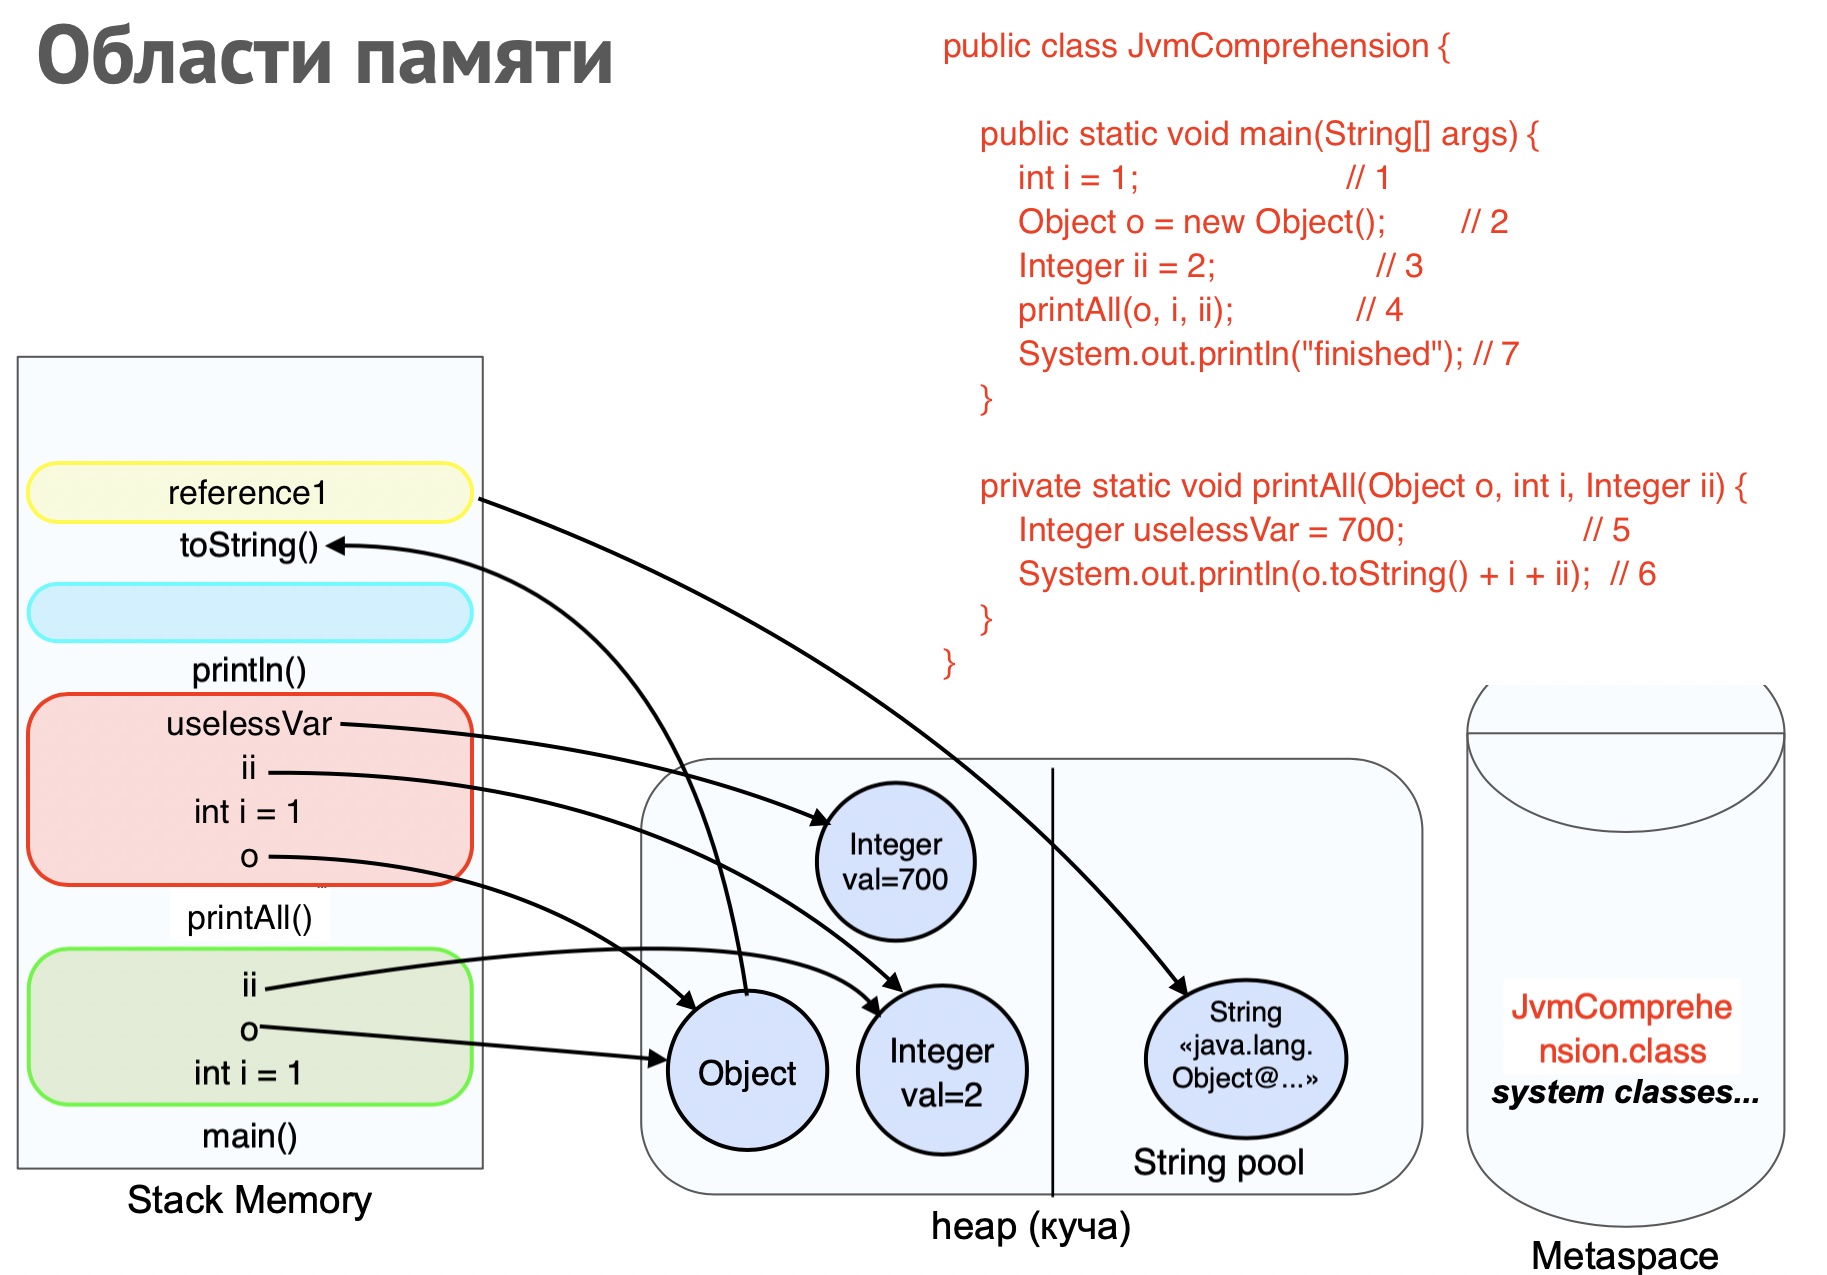 Области памяти
public class JvmComprehension {
public static void main(String[] args) {
int i = 1; // 1
Object o = new Object(); // 2
Integer ii = 2; // 3
printAll(o, i, ii); // 4
System.out.println("finished"); // 7
}
private static void printAll(Object o, int i, Integer ii) {
Integer uselessVar = 700; // 5
System.out.println(o.toString() + i + ii); // 6
}
}
reference1
toString()
println()
uselessVar
ii
int i = 1
o
printAll()
ii
o
int i = 1
main()
Stack Memory
Integer
val=700
Object
Integer
val=2
String
«java.lang.
Object@...»
String pool
heap (куча)
JvmComprehe
nsion.class
system classes...
Metaspace